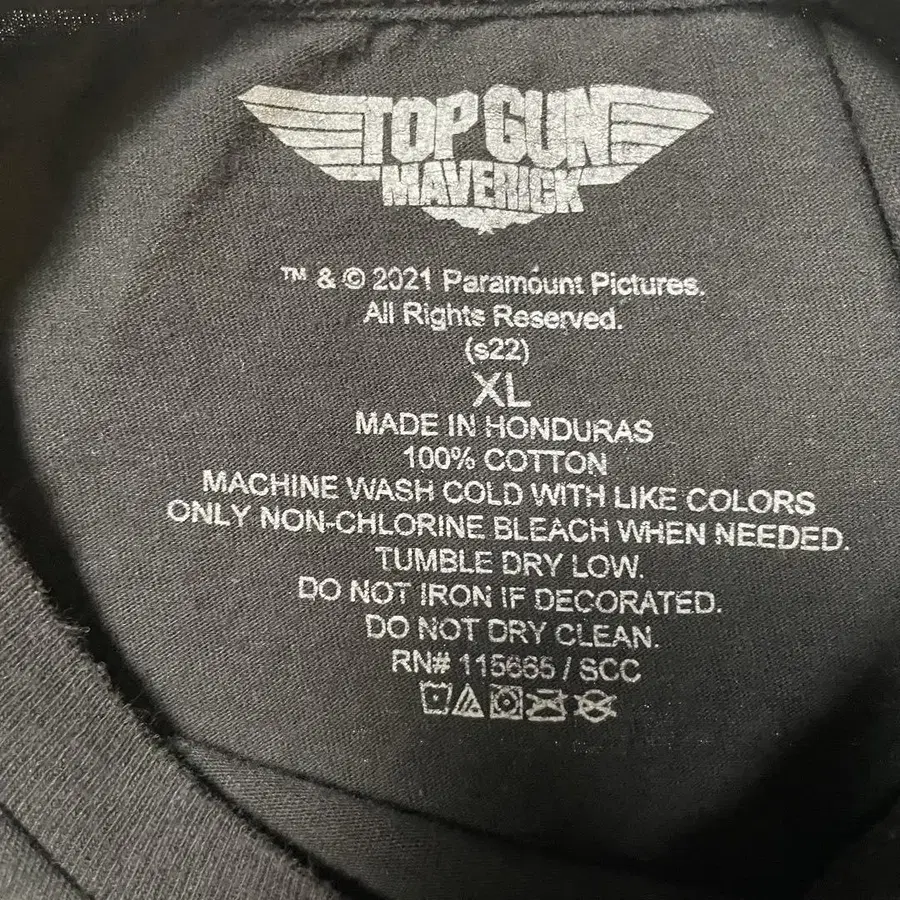 TOP GUN
MAVERICK
™ & © 2021 Paramount Pictures.
All Rights Reserved.
(s22)
XL
MADE IN HONDURAS
100% COTTON
MACHINE WASH COLD WITH LIKE COLORS
ONLY NON-CHLORINE BLEACH WHEN NEEDED.
TUMBLE DRY LOW.
DO NOT IRON IF DECORATED.
DO NOT DRY CLEAN.
RN# 115665 / SCC